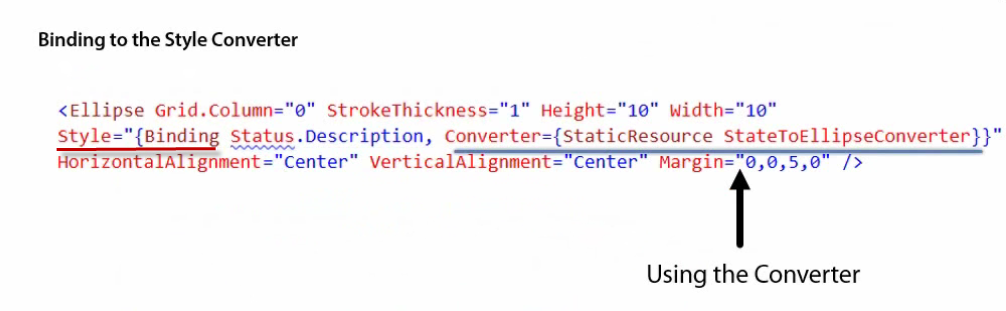 Binding to the Style Converter
<Ellipse Grid.Column="0" StrokeThickness="1" Height="10" Width="10"
Style="{Binding Status.Description, Converter={StaticResource StateToEllipseConverter}}"
HorizontalAlignment="Center" VerticalAlignment="Center" Margin="0,0,5,0" />
Using the Converter